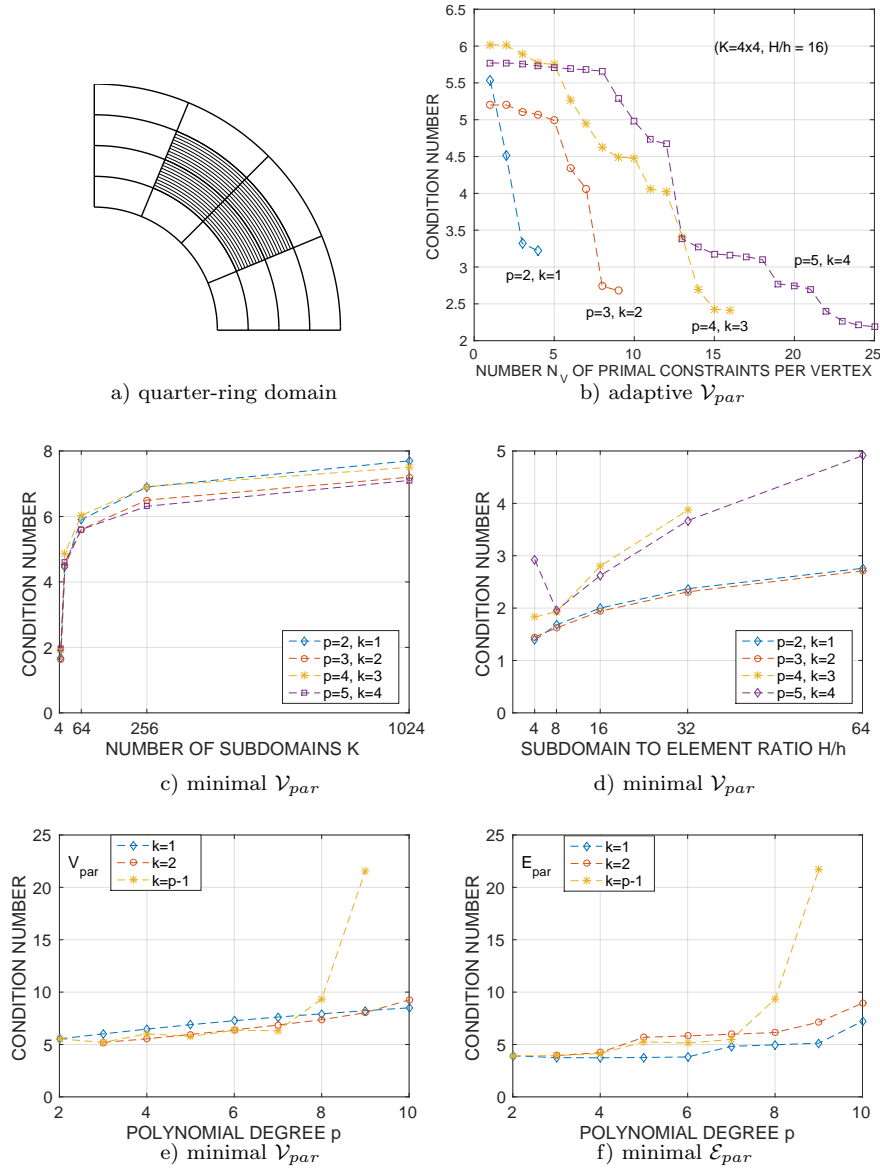 a) quarter-ring domain
6.5
6
5.5
5
4.5
4
3.5
3
2.5
2
CONDITION NUMBER
(K=4x4, H/h = 16)
p=2, k=1
p=3, k=2
p=4, k=3
p=5, k=4
0 5 10 15 20 25
NUMBER N_V OF PRIMAL CONSTRAINTS PER VERTEX
b) adaptive 𝒱_par
8
6
4
2
0
CONDITION NUMBER
p=2, k=1
p=3, k=2
p=4, k=3
p=5, k=4
4 64 256 1024
NUMBER OF SUBDOMAINS K
c) minimal 𝒱_par
5
4
3
2
1
0
CONDITION NUMBER
p=2, k=1
p=3, k=2
p=4, k=3
p=5, k=4
4 8 16 32 64
SUBDOMAIN TO ELEMENT RATIO H/h
d) minimal 𝒱_par
25
20
15
10
5
0
CONDITION NUMBER
V_par
k=1
k=2
k=p-1
2 4 6 8 10
POLYNOMIAL DEGREE p
e) minimal 𝒱_par
25
20
15
10
5
0
CONDITION NUMBER
E_par
k=1
k=2
k=p-1
2 4 6 8 10
POLYNOMIAL DEGREE p
f) minimal ℰ_par